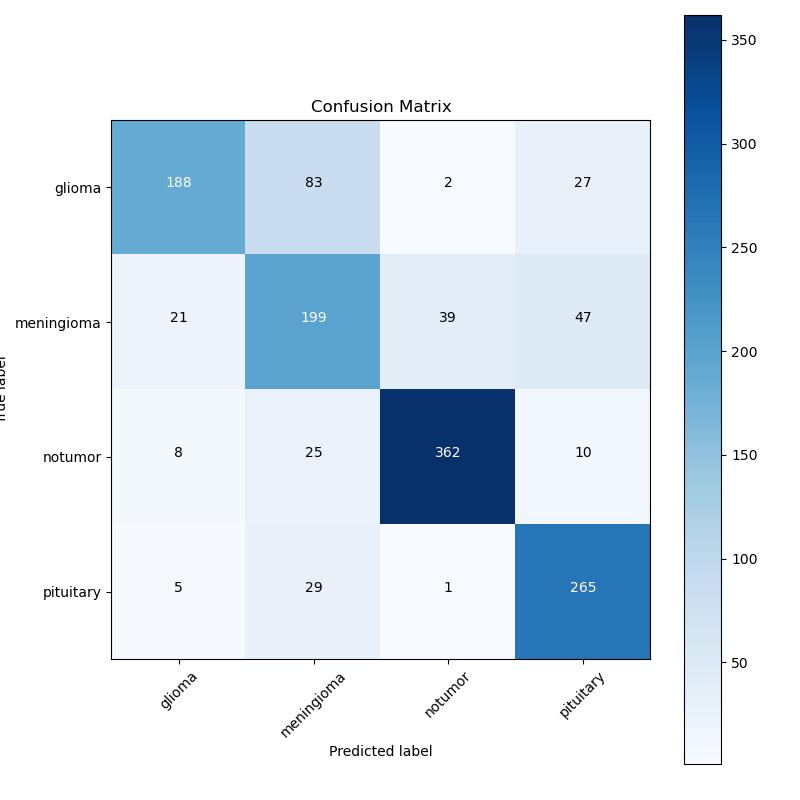 Confusion Matrix
glioma 188 83 2 27
meningioma 21 199 39 47
notumor 8 25 362 10
pituitary 5 29 1 265
glioma meningioma notumor pituitary
Predicted label
350
300
250
200
150
100
50